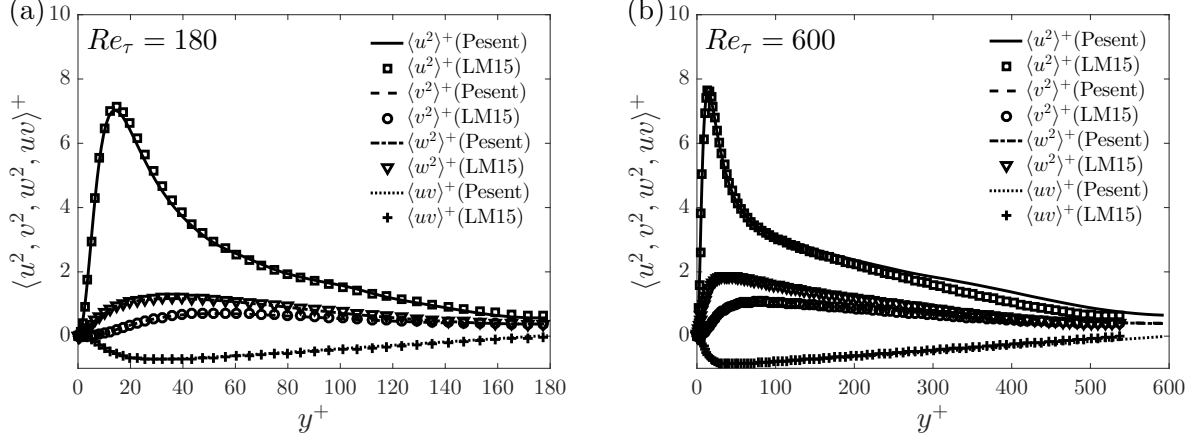 (a)
Re_τ = 180
⟨u²⟩⁺(Pesent)
⟨u²⟩⁺(LM15)
⟨v²⟩⁺(Pesent)
⟨v²⟩⁺(LM15)
⟨w²⟩⁺(Pesent)
⟨w²⟩⁺(LM15)
⟨uv⟩⁺(Pesent)
⟨uv⟩⁺(LM15)
⟨u², v², w², uv⟩⁺
10
8
6
4
2
0
0 20 40 60 80 100 120 140 160 180
y⁺
(b)
Re_τ = 600
⟨u²⟩⁺(Pesent)
⟨u²⟩⁺(LM15)
⟨v²⟩⁺(Pesent)
⟨v²⟩⁺(LM15)
⟨w²⟩⁺(Pesent)
⟨w²⟩⁺(LM15)
⟨uv⟩⁺(Pesent)
⟨uv⟩⁺(LM15)
⟨u², v², w², uv⟩⁺
10
8
6
4
2
0
0 100 200 300 400 500 600
y⁺